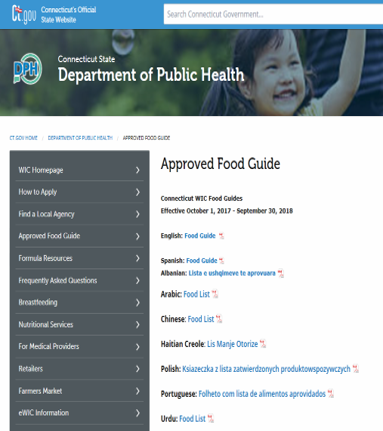 Ct.gov Connecticut's Official
State Website
Search Connecticut Government...
DPH
Connecticut State
Department of Public Health
CT.GOV HOME / DEPARTMENT OF PUBLIC HEALTH / APPROVED FOOD GUIDE
WIC Homepage
How to Apply
Find a Local Agency
Approved Food Guide
Formula Resources
Frequently Asked Questions
Breastfeeding
Nutritional Services
For Medical Providers
Retailers
Farmers Market
eWIC Information
Approved Food Guide
Connecticut WIC Food Guides
Effective October 1, 2017 - September 30, 2018
English: Food Guide
Spanish: Food Guide
Albanian: Lista e ushqimeve te aprovuara
Arabic: Food List
Chinese: Food List
Haitian Creole: Lis Manje Otorize
Polish: Ksiazeczka z lista zatwierdzonych produktowspozywczych
Portuguese: Folheto com lista de alimentos aprovidados
Urdu: Food List